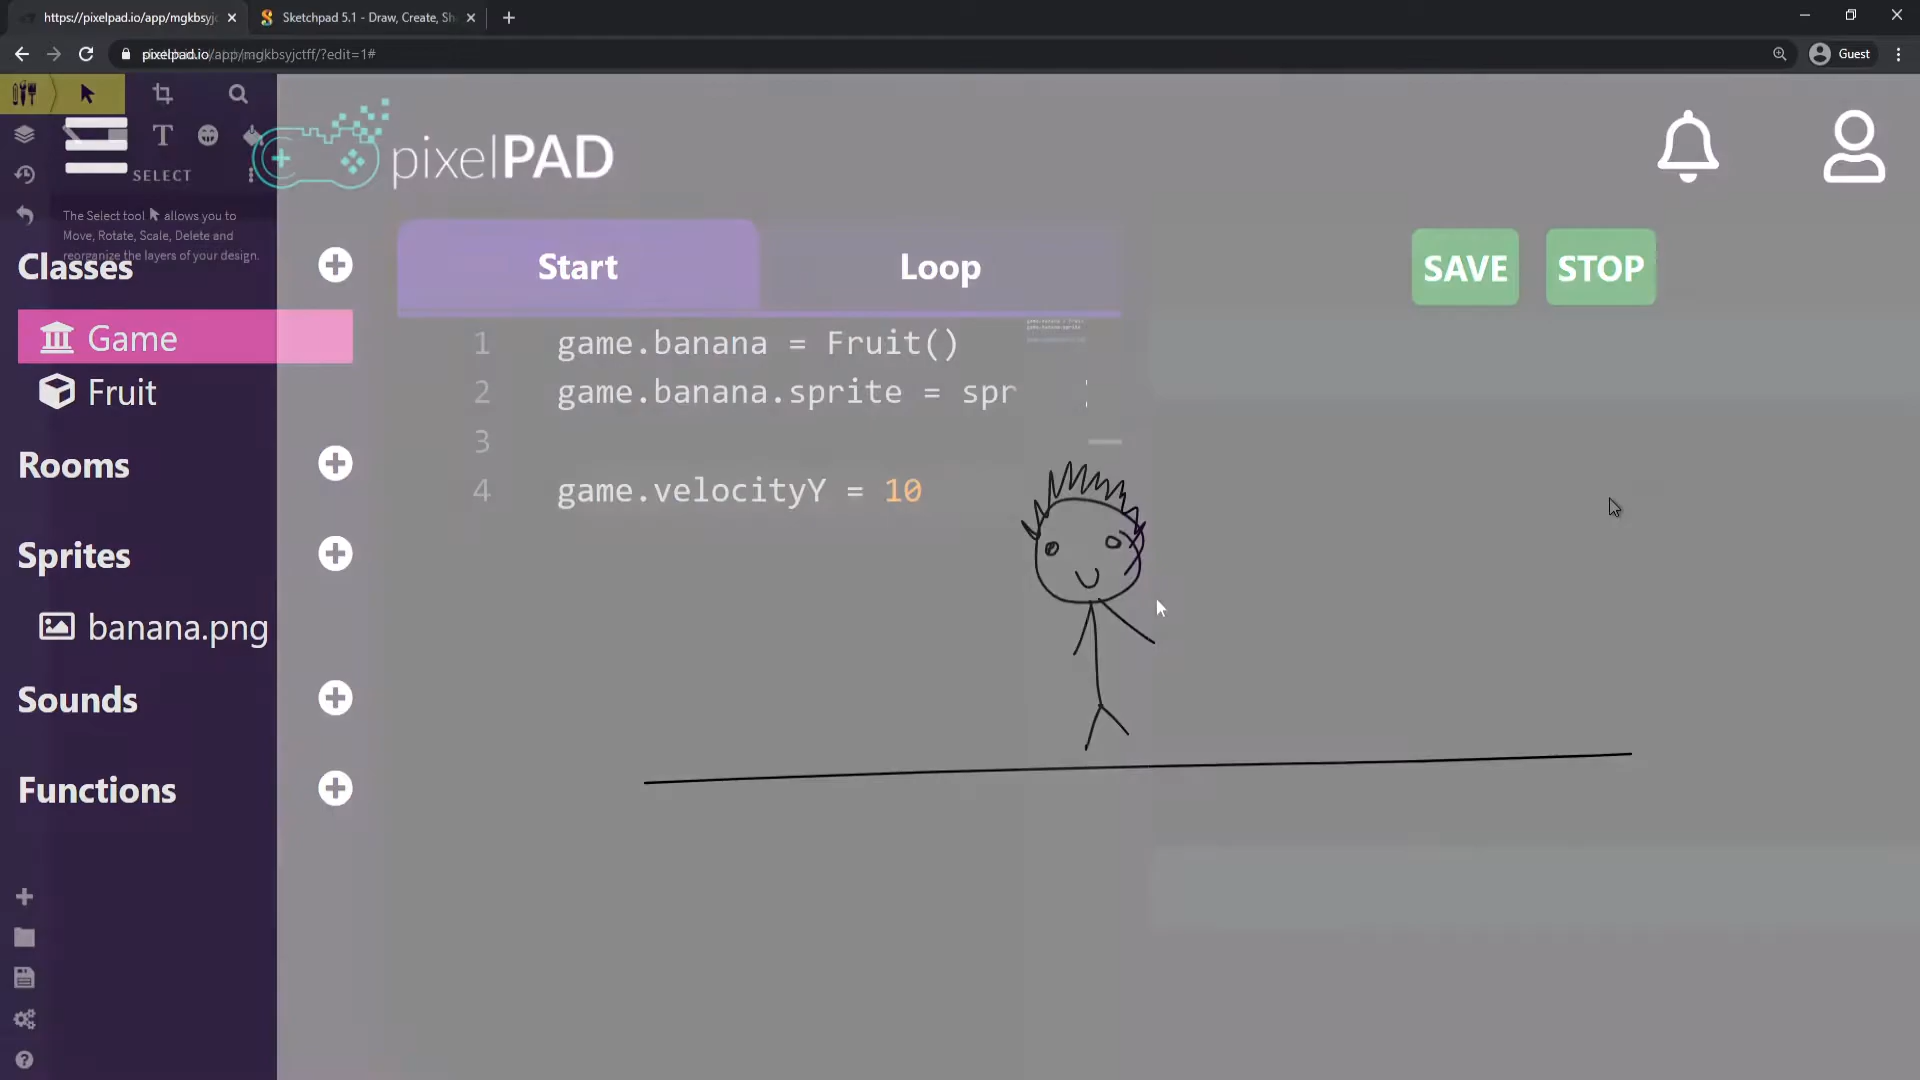 https://pixelpad.io/app/mgkbsyjc
Sketchpad 5.1 - Draw, Create, Sh
pixelpad.io/app/mgkbsyjctff/?edit=1#
Guest
T
SELECT
pixelPAD
The Select tool allows you to
Move, Rotate, Scale, Delete and
reorganize the layers of your design.
Classes
Start
Loop
SAVE
STOP
Game
1 game.banana = Fruit()
Fruit
2 game.banana.sprite = spr
3
Rooms
4 game.velocityY = 10
Sprites
banana.png
Sounds
Functions